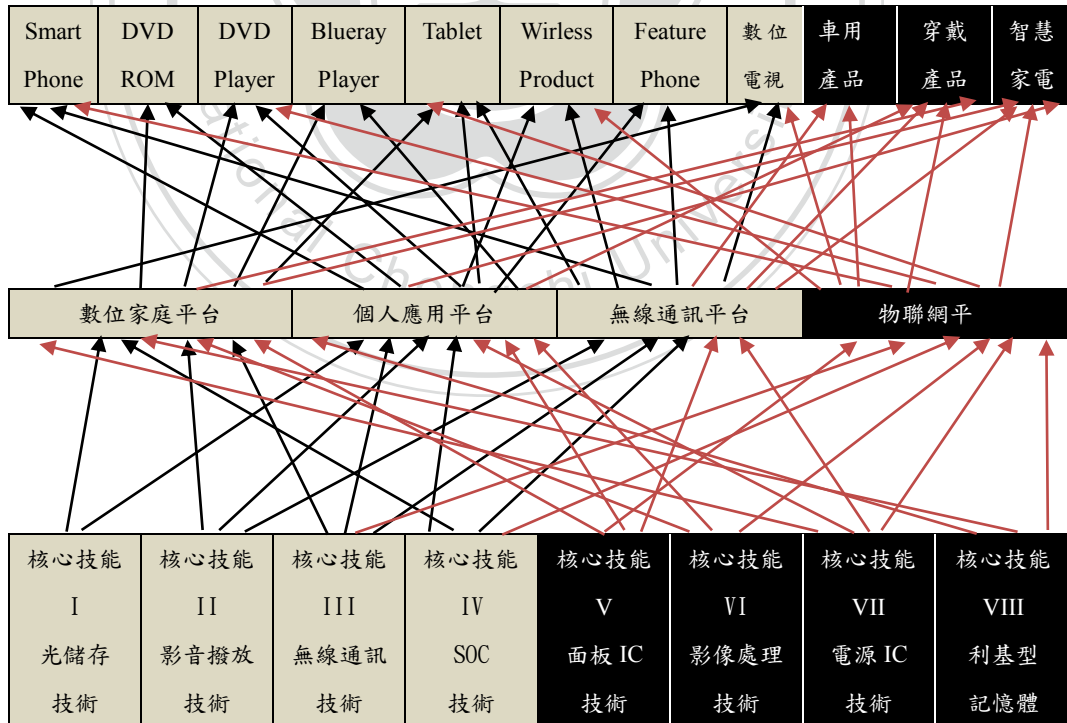 Smart Phone
DVD ROM
DVD Player
Blueray Player
Tablet
Wirless Product
Feature Phone
數位電視
車用產品
穿戴產品
智慧家電
數位家庭平台
個人應用平台
無線通訊平台
物聯網平
核心技能
I
光儲存
技術
核心技能
II
影音撥放
技術
核心技能
III
無線通訊
技術
核心技能
IV
SOC
技術
核心技能
V
面板 IC
技術
核心技能
VI
影像處理
技術
核心技能
VII
電源 IC
技術
核心技能
VIII
利基型
記憶體